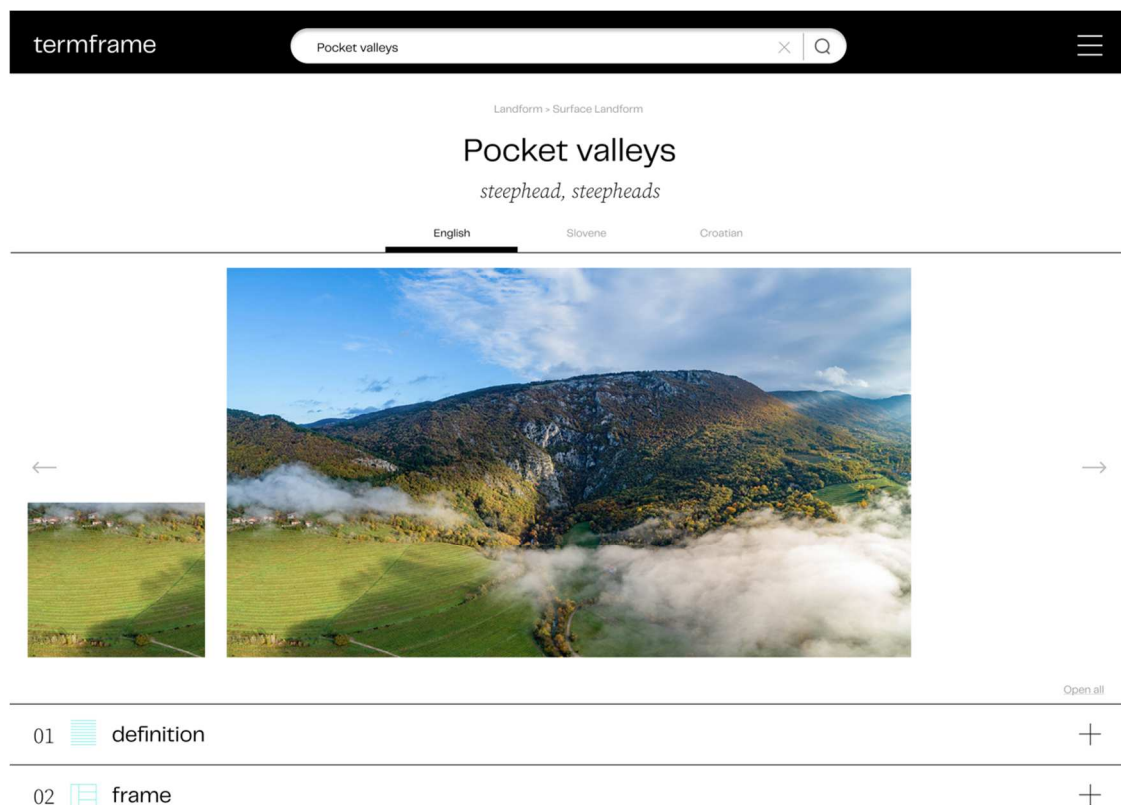 termframe
Pocket valleys
Landform > Surface Landform
Pocket valleys
steephead, steepheads
English Slovene Croatian
Open all
01 definition
02 frame